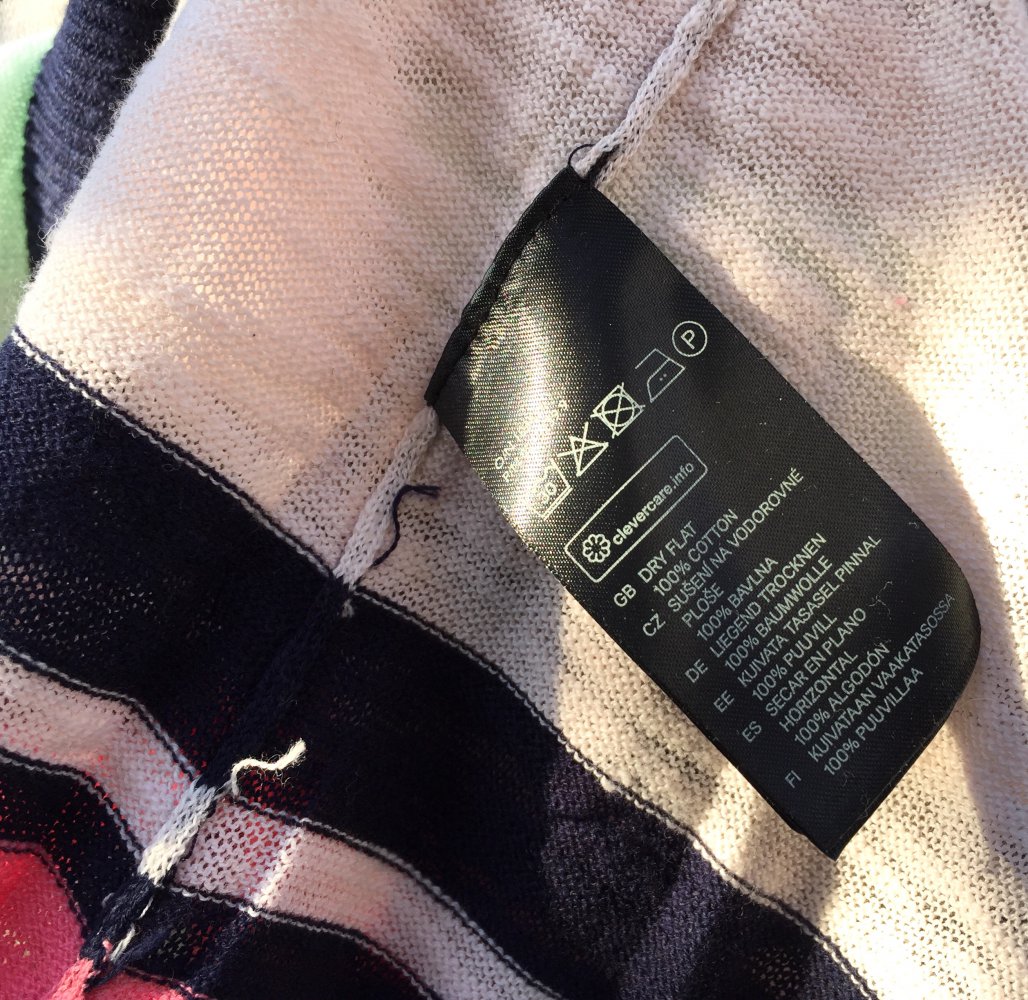 P
clevercare.info
GB DRY FLAT
100% COTTON
CZ SUŠENÍ NA VODOROVNÉ
PLOŠE
100% BAVLNA
DE LIEGEND TROCKNEN
100% BAUMWOLLE
EE KUIVATA TASASEL PINNAL
100% PUUVILL
ES SECAR EN PLANO
HORIZONTAL
100% ALGODÓN
FI KUIVATAAN VAAKATASOSSA
100% PUUVILLAA